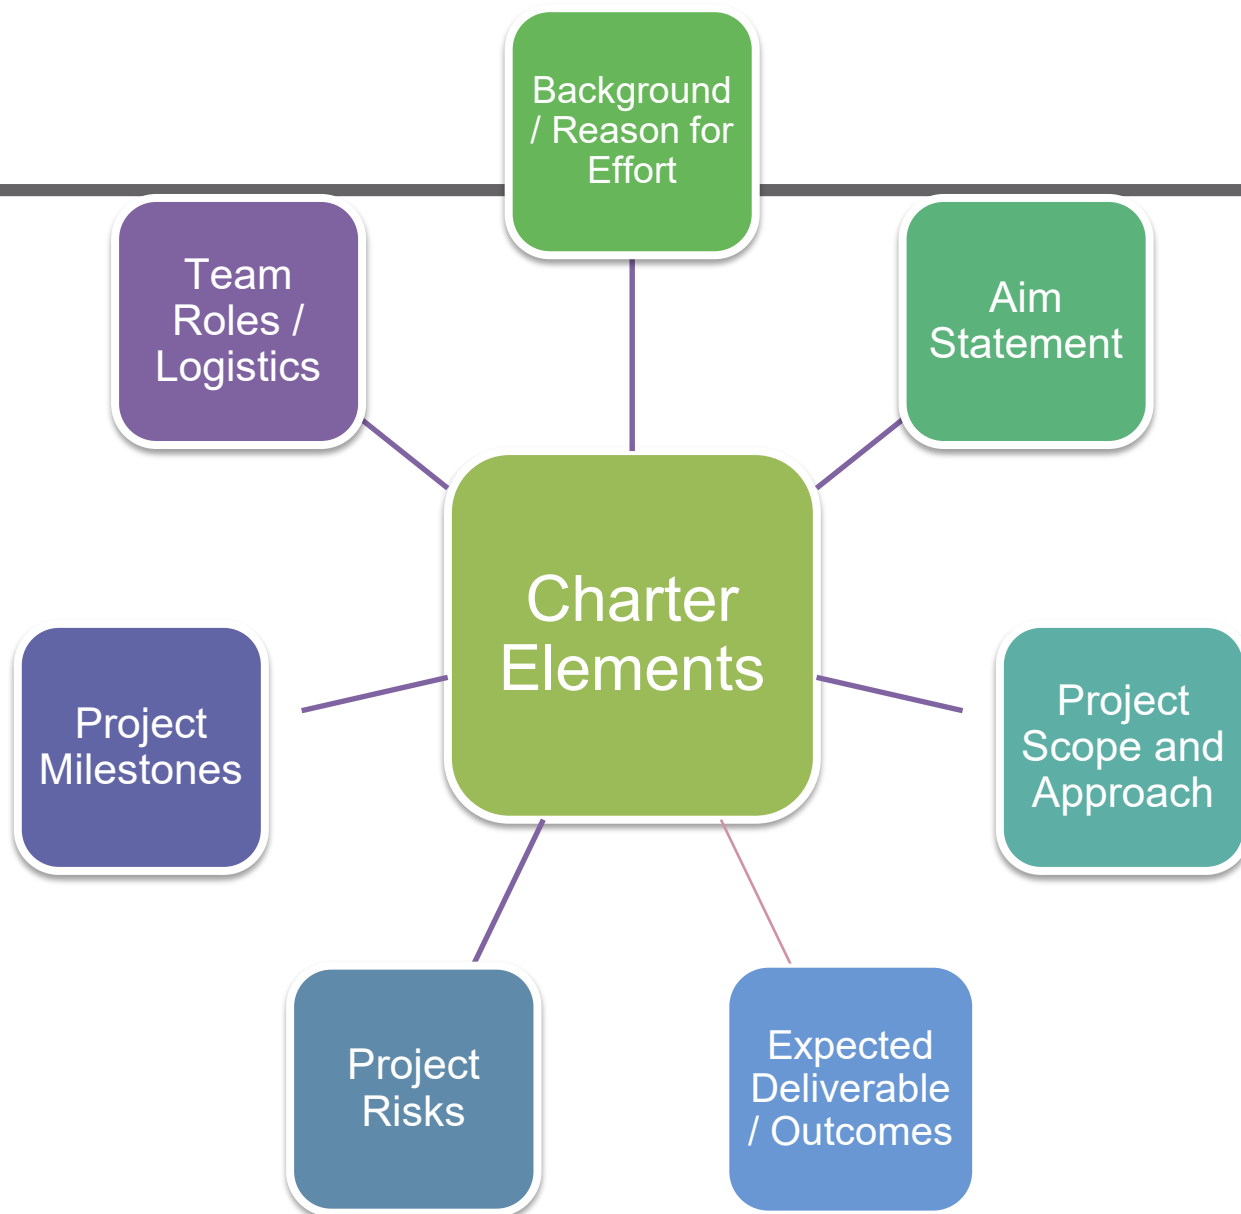 Background
/ Reason for
Effort
Team
Roles /
Logistics
Aim
Statement
Charter
Elements
Project
Milestones
Project
Scope and
Approach
Project
Risks
Expected
Deliverable
/ Outcomes